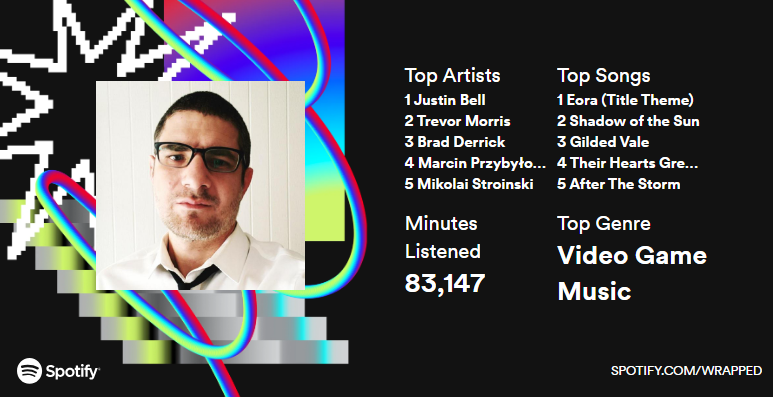 Top Artists
1 Justin Bell
2 Trevor Morris
3 Brad Derrick
4 Marcin Przybyło...
5 Mikolai Stroinski
Top Songs
1 Eora (Title Theme)
2 Shadow of the Sun
3 Gilded Vale
4 Their Hearts Gre...
5 After The Storm
Minutes
Listened
83,147
Top Genre
Video Game
Music
Spotify
SPOTIFY.COM/WRAPPED